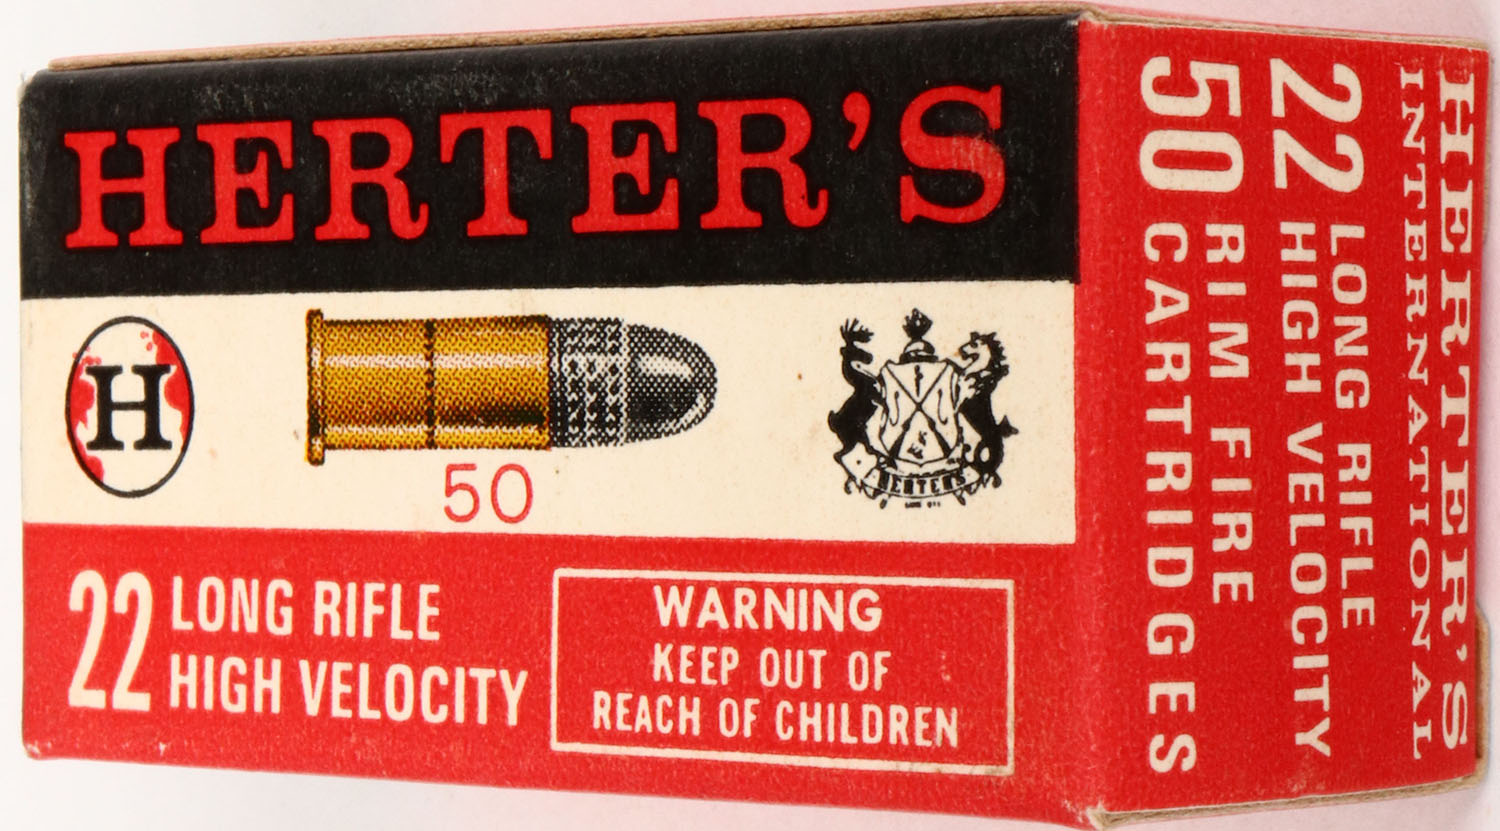 HERTER'S
H
50
HERTER'S
22 LONG RIFLE
HIGH VELOCITY
WARNING
KEEP OUT OF
REACH OF CHILDREN
HERTER'S
INTERNATIONAL
22 LONG RIFLE
HIGH VELOCITY
50 RIM FIRE
CARTRIDGES